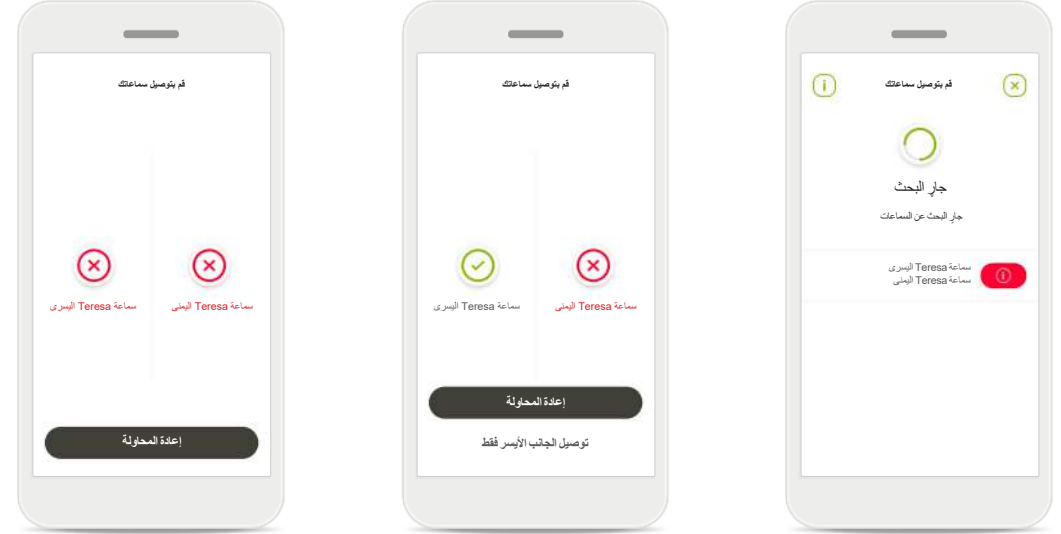 قم بتوصيل سماعاتك
سماعة Teresa اليمنى
سماعة Teresa اليسرى
إعادة المحاولة
قم بتوصيل سماعاتك
سماعة Teresa اليمنى
سماعة Teresa اليسرى
إعادة المحاولة
توصيل الجانب الأيسر فقط
قم بتوصيل سماعاتك
جارٍ البحث
جارٍ البحث عن السماعات
سماعة Teresa اليسرى
سماعة Teresa اليمنى